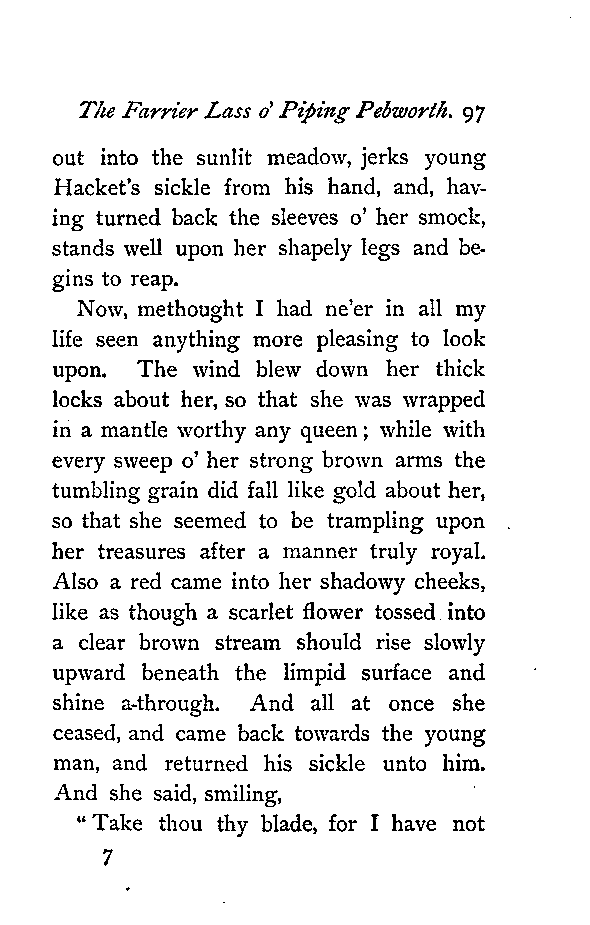 The Farrier Lass o' Piping Pebworth. 97
out into the sunlit meadow, jerks young
Hacket's sickle from his hand, and, hav-
ing turned back the sleeves o' her smock,
stands well upon her shapely legs and be-
gins to reap.
Now, methought I had ne'er in all my
life seen anything more pleasing to look
upon. The wind blew down her thick
locks about her, so that she was wrapped
in a mantle worthy any queen; while with
every sweep o' her strong brown arms the
tumbling grain did fall like gold about her,
so that she seemed to be trampling upon
her treasures after a manner truly royal.
Also a red came into her shadowy cheeks,
like as though a scarlet flower tossed into
a clear brown stream should rise slowly
upward beneath the limpid surface and
shine a-through. And all at once she
ceased, and came back towards the young
man, and returned his sickle unto him.
And she said, smiling,
"Take thou thy blade, for I have not
7